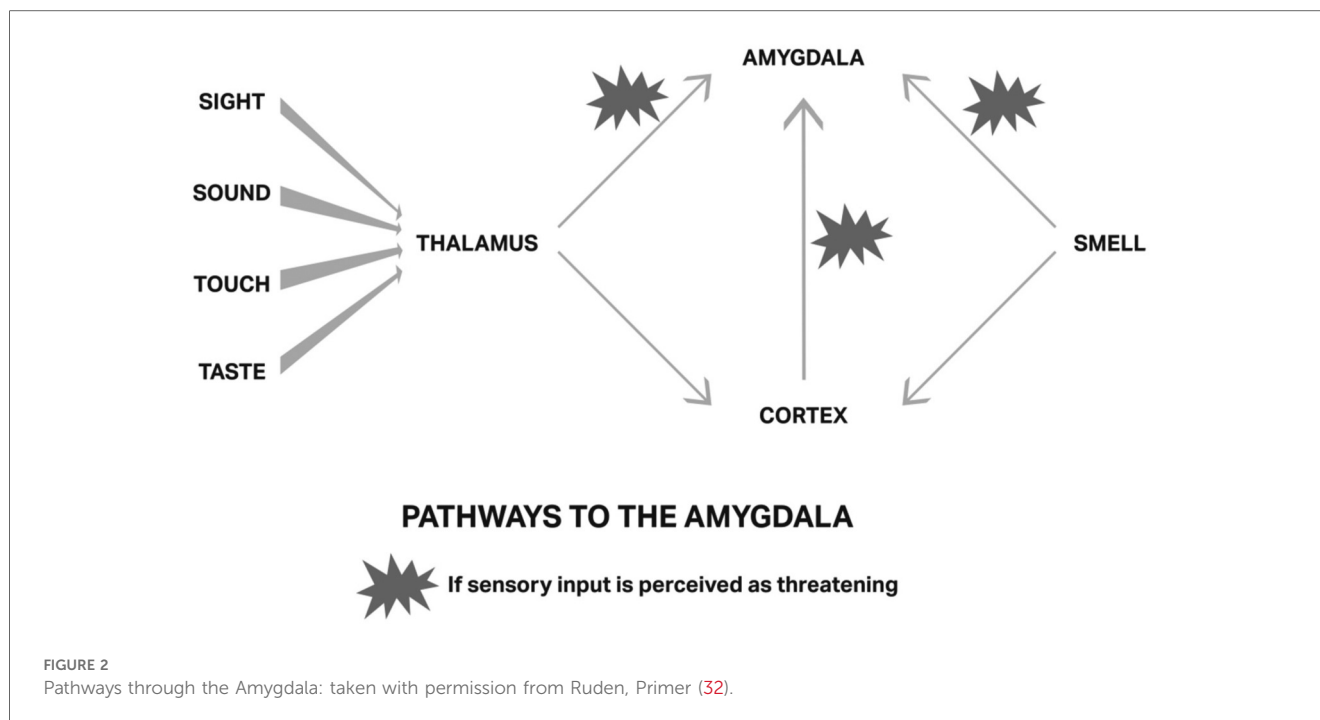 AMYGDALA
SIGHT
SOUND
THALAMUS
SMELL
TOUCH
TASTE
CORTEX
PATHWAYS TO THE AMYGDALA
If sensory input is perceived as threatening
FIGURE 2
Pathways through the Amygdala: taken with permission from Ruden, Primer (32).